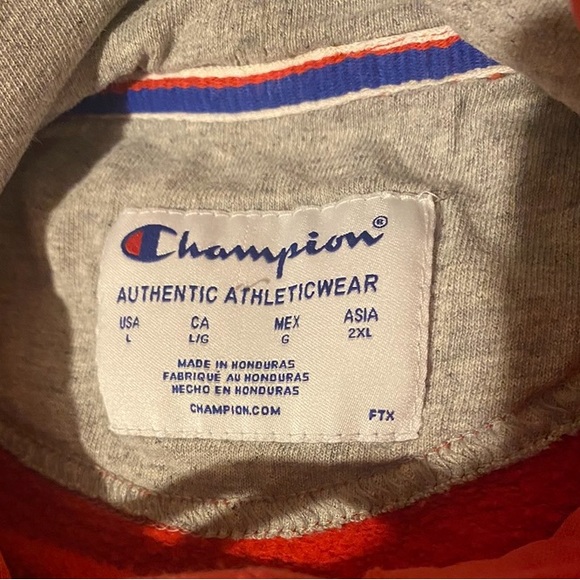 Champion®
AUTHENTIC ATHLETICWEAR
USA CA MEX ASIA
L L/G G 2XL
MADE IN HONDURAS
FABRIQUÉ AU HONDURAS
HECHO EN HONDURAS
CHAMPION.COM FTX